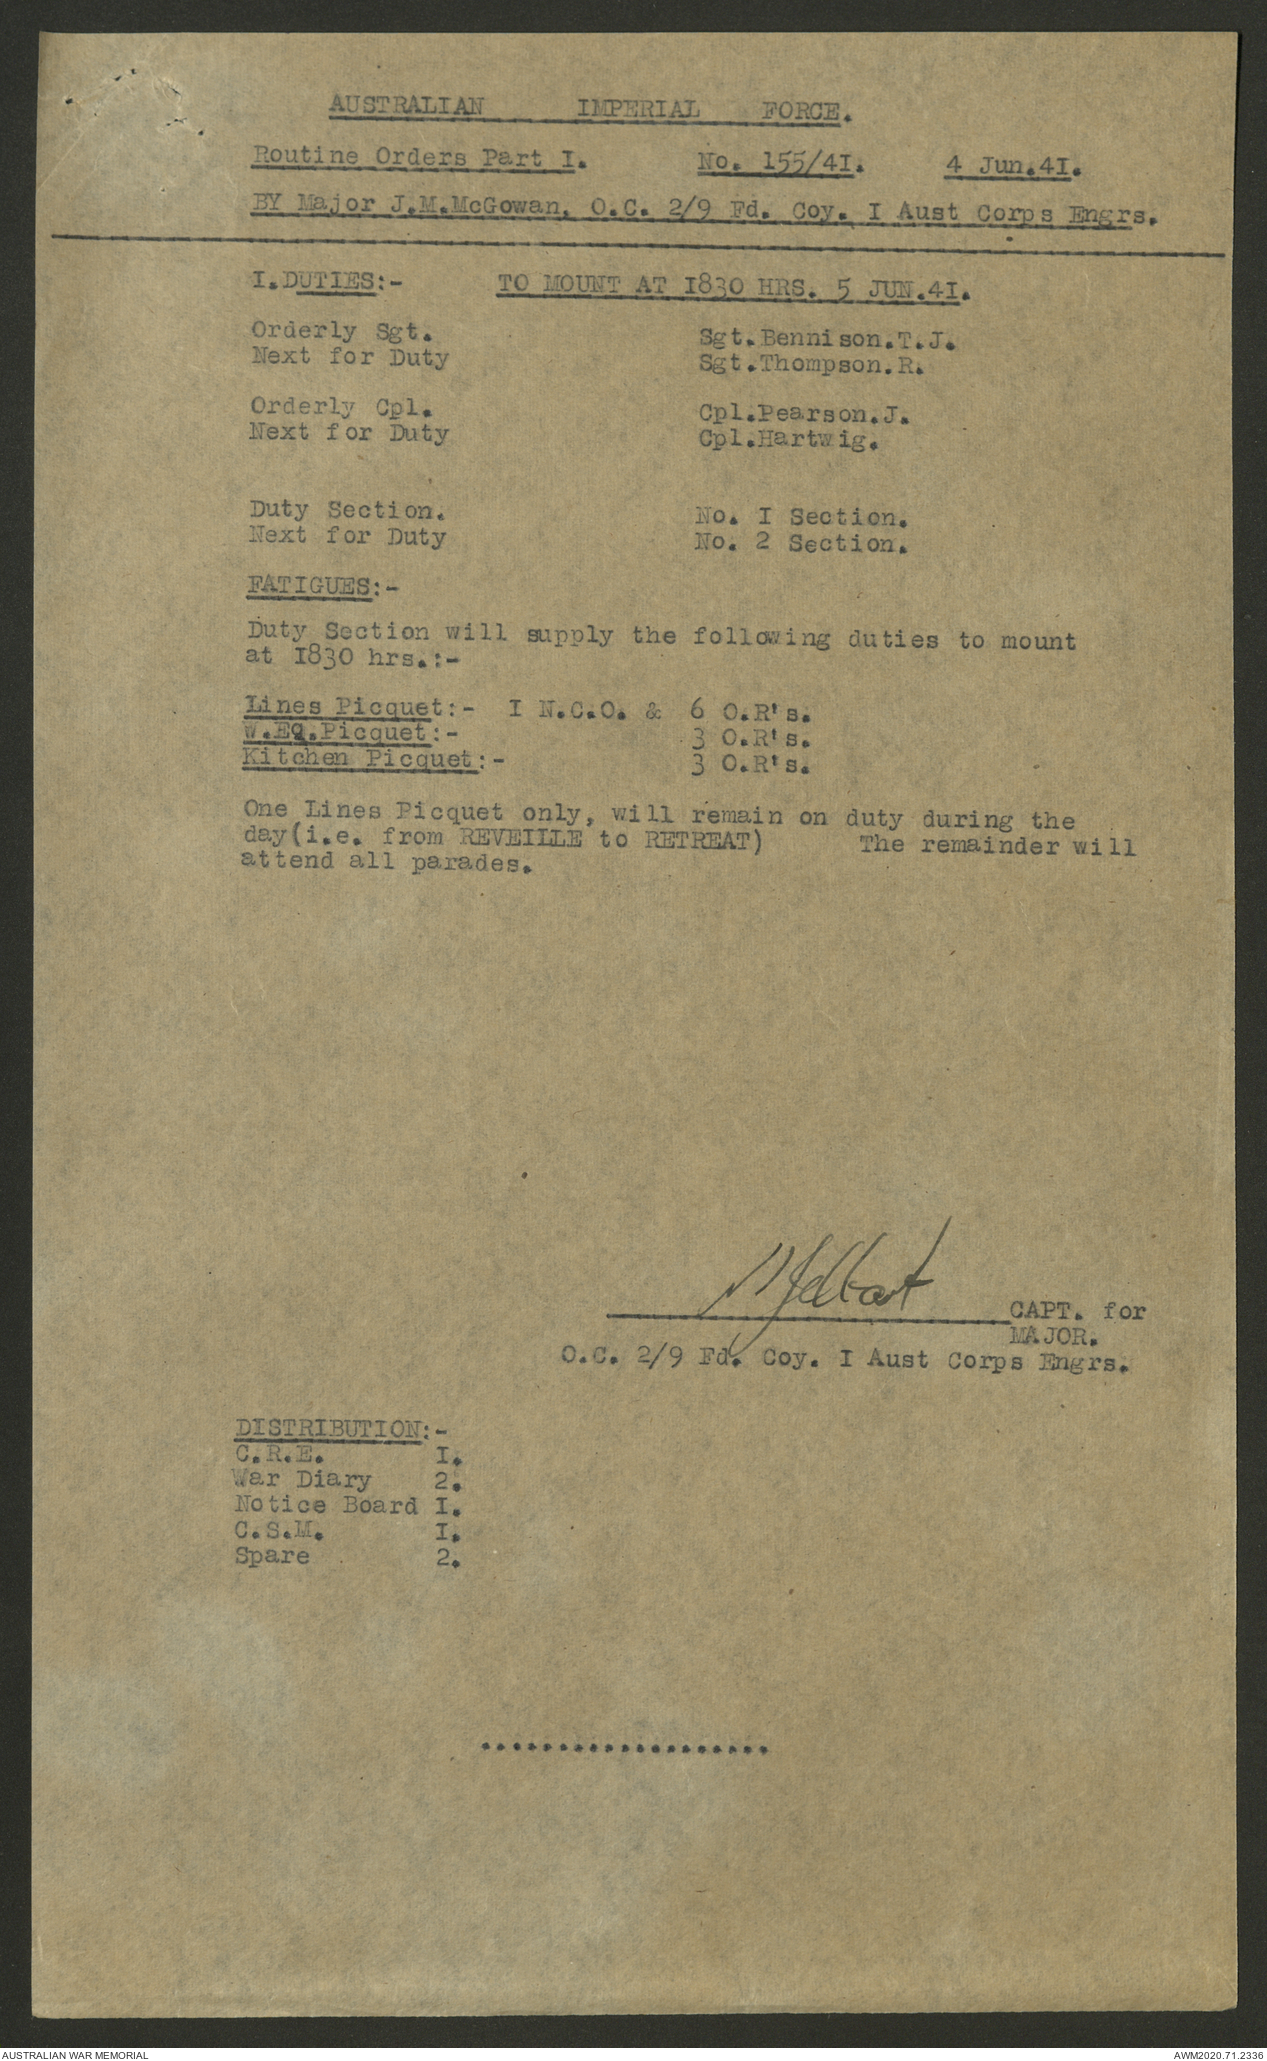 AUSTRALIAN IMPERIAL FORCE.
Routine Orders Part I. No. 155/41. 4 Jun.41.
BY Major J.M.McGowan, O.C. 2/9 Fd. Coy. I Aust Corps Engrs.
I.DUTIES:- TO MOUNT AT 1830 HRS. 5 JUN.41.
Orderly Sgt. Sgt.Bennison.T.J.
Next for Duty Sgt.Thompson.R.
Orderly Cpl. Cpl.Pearson.J.
Next for Duty Cpl.Hartwig.
Duty Section. No. I Section.
Next for Duty No. 2 Section.
FATIGUES:-
Duty Section will supply the following duties to mount
at 1830 hrs.:-
Lines Picquet:- I N.C.O. & 6 O.R's.
W.Eq.Picquet:- 3 O.R's.
Kitchen Picquet:- 3 O.R's.
One Lines Picquet only, will remain on duty during the
day(i.e. from REVEILLE to RETREAT) The remainder will
attend all parades.
CAPT. for
MAJOR.
O.C. 2/9 Fd. Coy. I Aust Corps Engrs.
DISTRIBUTION:-
C.R.E. I.
War Diary 2.
Notice Board I.
C.S.M. I.
Spare 2.
...................
AUSTRALIAN WAR MEMORIAL AWM2020.71.2336